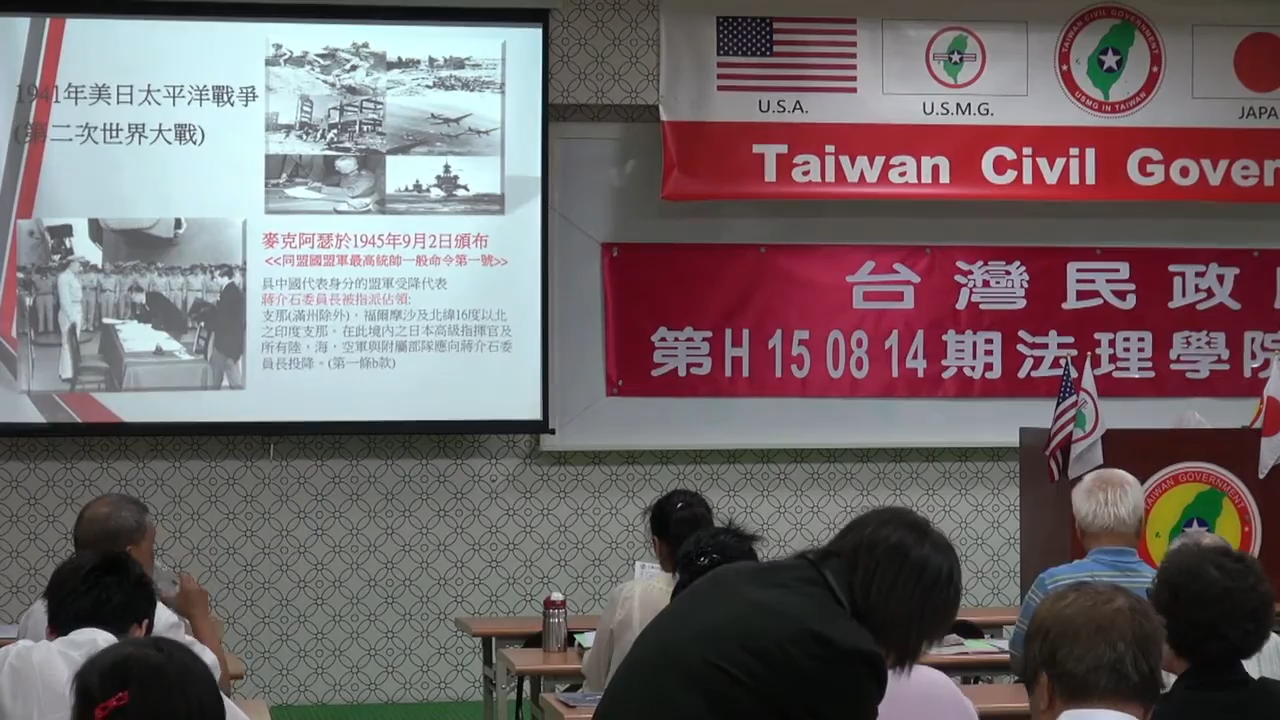 1941年美日太平洋戰爭
(第二次世界大戰)
麥克阿瑟於1945年9月2日頒布
<<同盟國盟軍最高統帥一般命令第一號>>
具中國代表身分的盟軍受降代表
蔣介石委員長被指派佔領:
支那(滿州除外)，福爾摩沙及北緯16度以北
之印度支那。在此境內之日本高級指揮官及
所有陸，海，空軍與附屬部隊應向蔣介石委
員長投降。(第一條b款)
U.S.A.
U.S.M.G.
TAIWAN CIVIL GOVERNMENT
USMG IN TAIWAN
JAPA
Taiwan Civil Gover
台灣民政
第H 15 08 14 期法理學院
TAIWAN GOVERNMENT